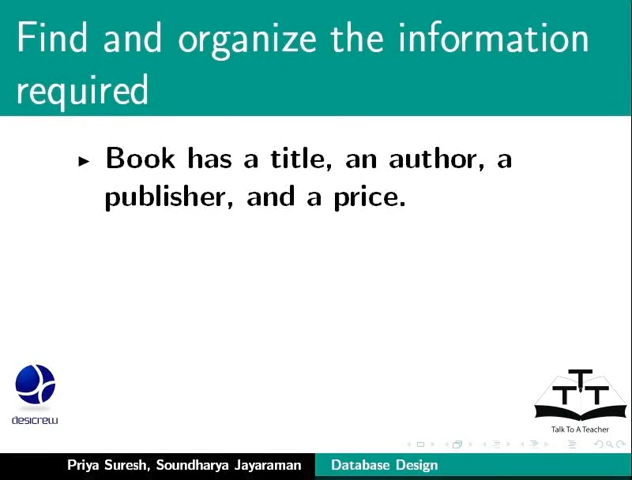 Find and organize the information
required
Book has a title, an author, a
publisher, and a price.
desicrew
T T T
Talk To A Teacher
Priya Suresh, Soundharya Jayaraman Database Design